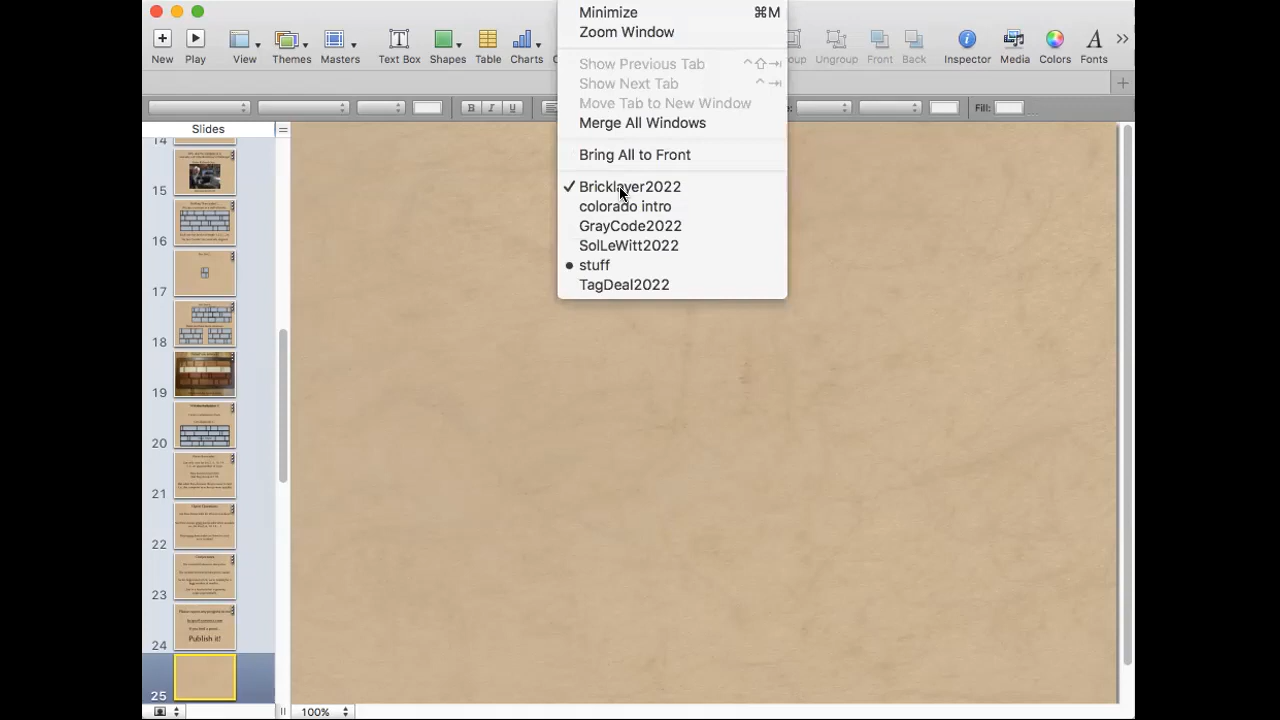 Minimize ⌘M
Zoom Window
Show Previous Tab ^⇧⇥
Show Next Tab ^⇥
Move Tab to New Window
Merge All Windows
Bring All to Front
✓ Bricklayer2022
colorado intro
GrayCode2022
SolLeWitt2022
• stuff
TagDeal2022
New Play View Themes Masters Text Box Shapes Table Charts Ungroup Front Back Inspector Media Colors Fonts
B I U Fill:
Slides
14
15
16
17
18
19
20
21
22
23
24
Publish it!
25
100%